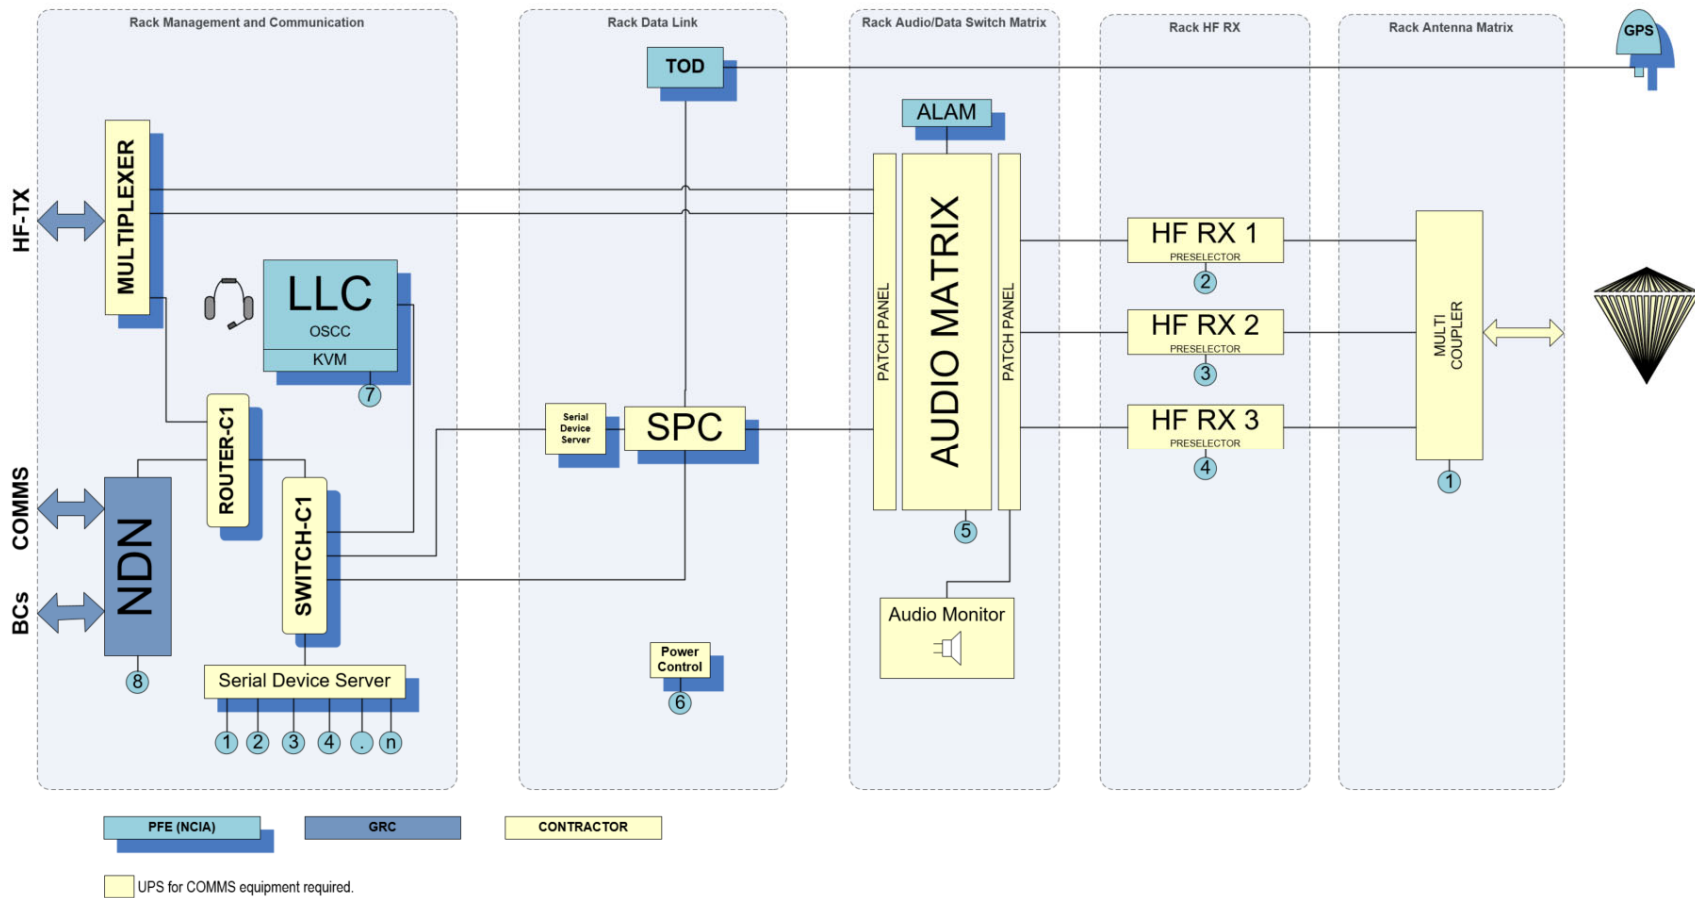 Rack Management and Communication
Rack Data Link
Rack Audio/Data Switch Matrix
Rack HF RX
Rack Antenna Matrix
GPS
TOD
ALAM
MULTIPLEXER
HF-TX
LLC
OSCC
KVM
7
PATCH PANEL
AUDIO MATRIX
PATCH PANEL
5
HF RX 1
PRESELECTOR
2
HF RX 2
PRESELECTOR
3
HF RX 3
PRESELECTOR
4
MULTI
COUPLER
1
Serial
Device
Server
SPC
ROUTER-C1
SWITCH-C1
COMMS
BCs
NDN
8
Serial Device Server
1
2
3
4
.
n
Power
Control
6
Audio Monitor
PFE (NCIA)
GRC
CONTRACTOR
UPS for COMMS equipment required.